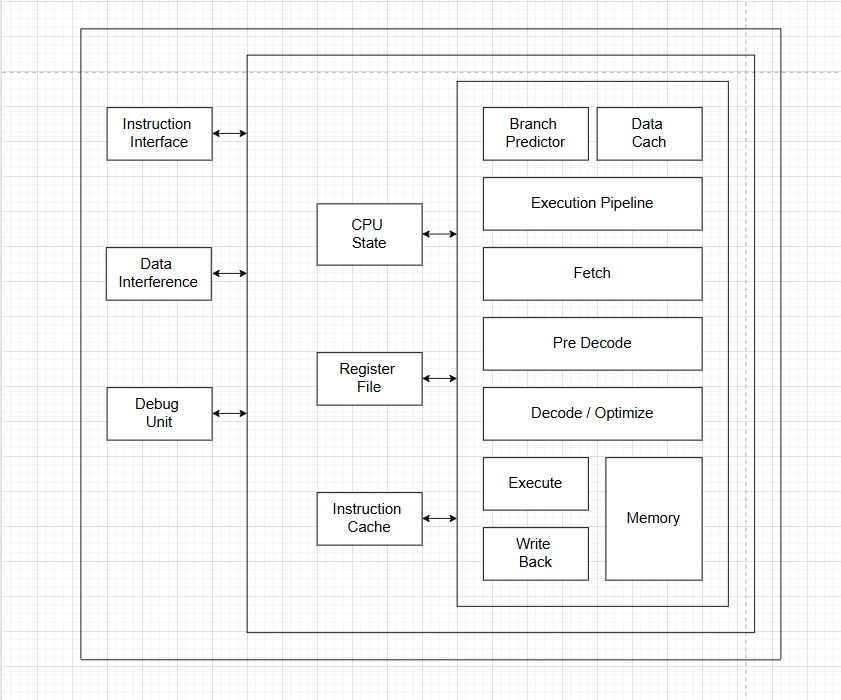 Instruction
Interface
Data
Interference
Debug
Unit
CPU
State
Register
File
Instruction
Cache
Branch
Predictor
Data
Cach
Execution Pipeline
Fetch
Pre Decode
Decode / Optimize
Execute
Write
Back
Memory